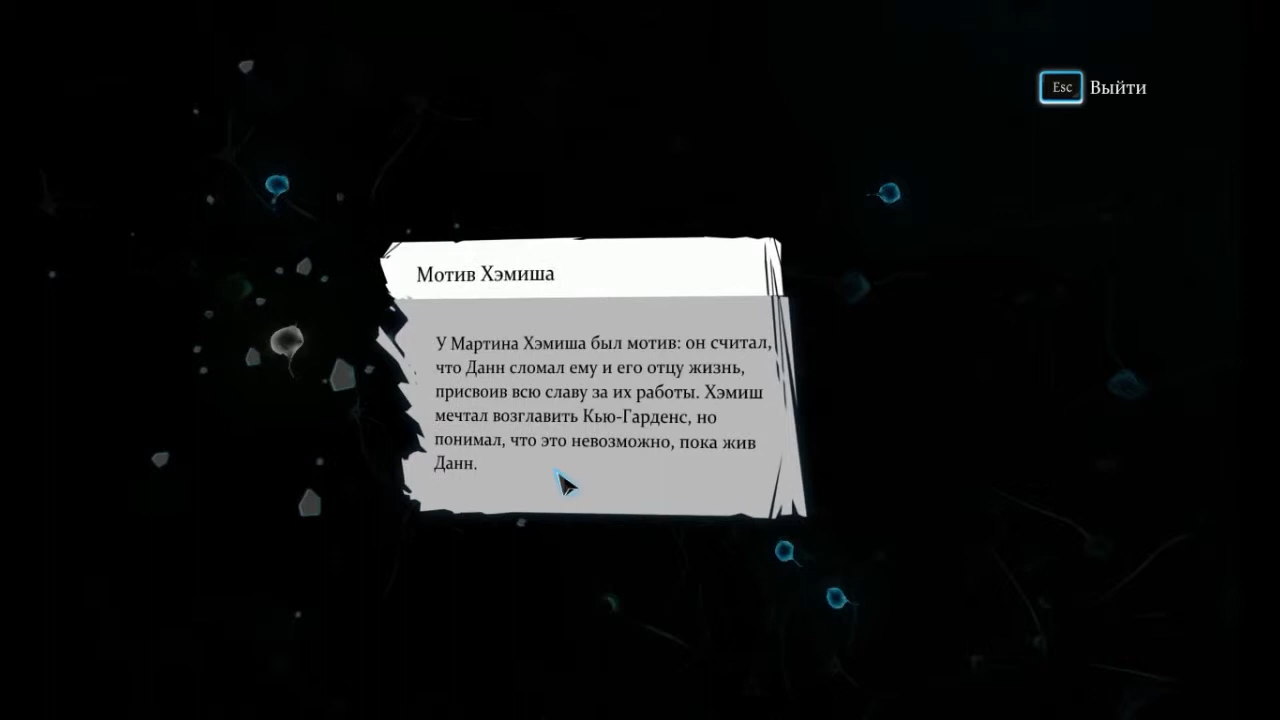 Esc Выйти
Мотив Хэмиша
У Мартина Хэмиша был мотив: он считал,
что Данн сломал ему и его отцу жизнь,
присвоив всю славу за их работы. Хэмиш
мечтал возглавить Кью-Гарденс, но
понимал, что это невозможно, пока жив
Данн.